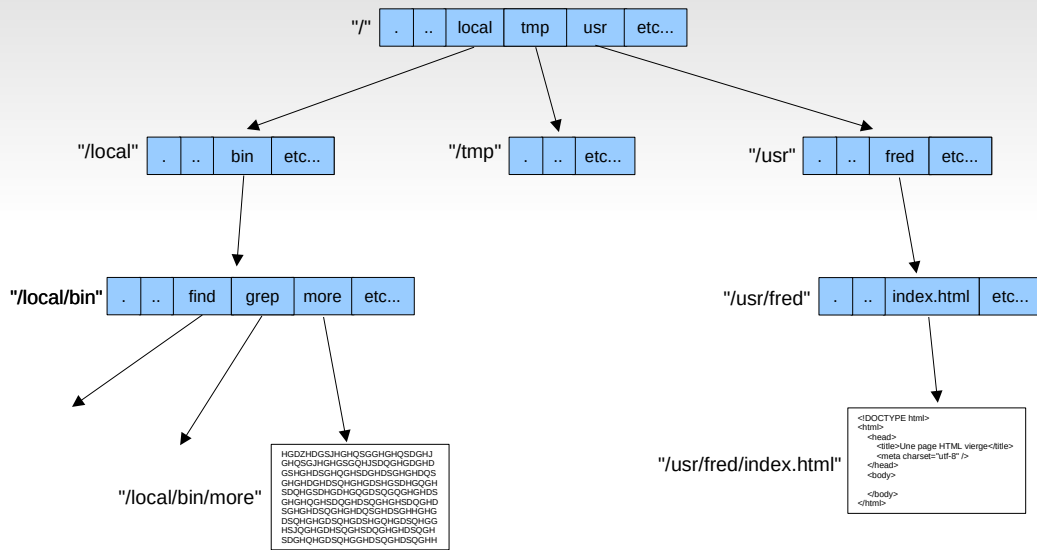 "/" . .. local tmp usr etc...
"/local" . .. bin etc...
"/tmp" . .. etc...
"/usr" . .. fred etc...
"/local/bin" . .. find grep more etc...
"/usr/fred" . .. index.html etc...
"/local/bin/more"
HGDZHDGSJHGHQSGGHGHQSDGHJ
GHQSGJHGHGSGQHJSDQGHGDGHD
GSHGHDSGHQGHSDGHDSGHGHDQS
GHGHDGHDSQHGHGDSHGSDHGQGH
SDQHGSDHGDHGQGDSQGQGHGHDS
GHGHQGHSDQGHDSQGHGHSDQGHD
SGHGHDSQGHGHDQSGHDSGHHGHG
DSQHGHGDSQHGDSHGQHGDSQHGG
HSJQGHGDHSQGHSDQGHGHDSQGH
SDGHQHGDSQHGGHDSQGHDSQGHH
"/usr/fred/index.html"
<!DOCTYPE html>
<html>
<head>
<title>Une page HTML vierge</title>
<meta charset="utf-8" />
</head>
<body>
</body>
</html>